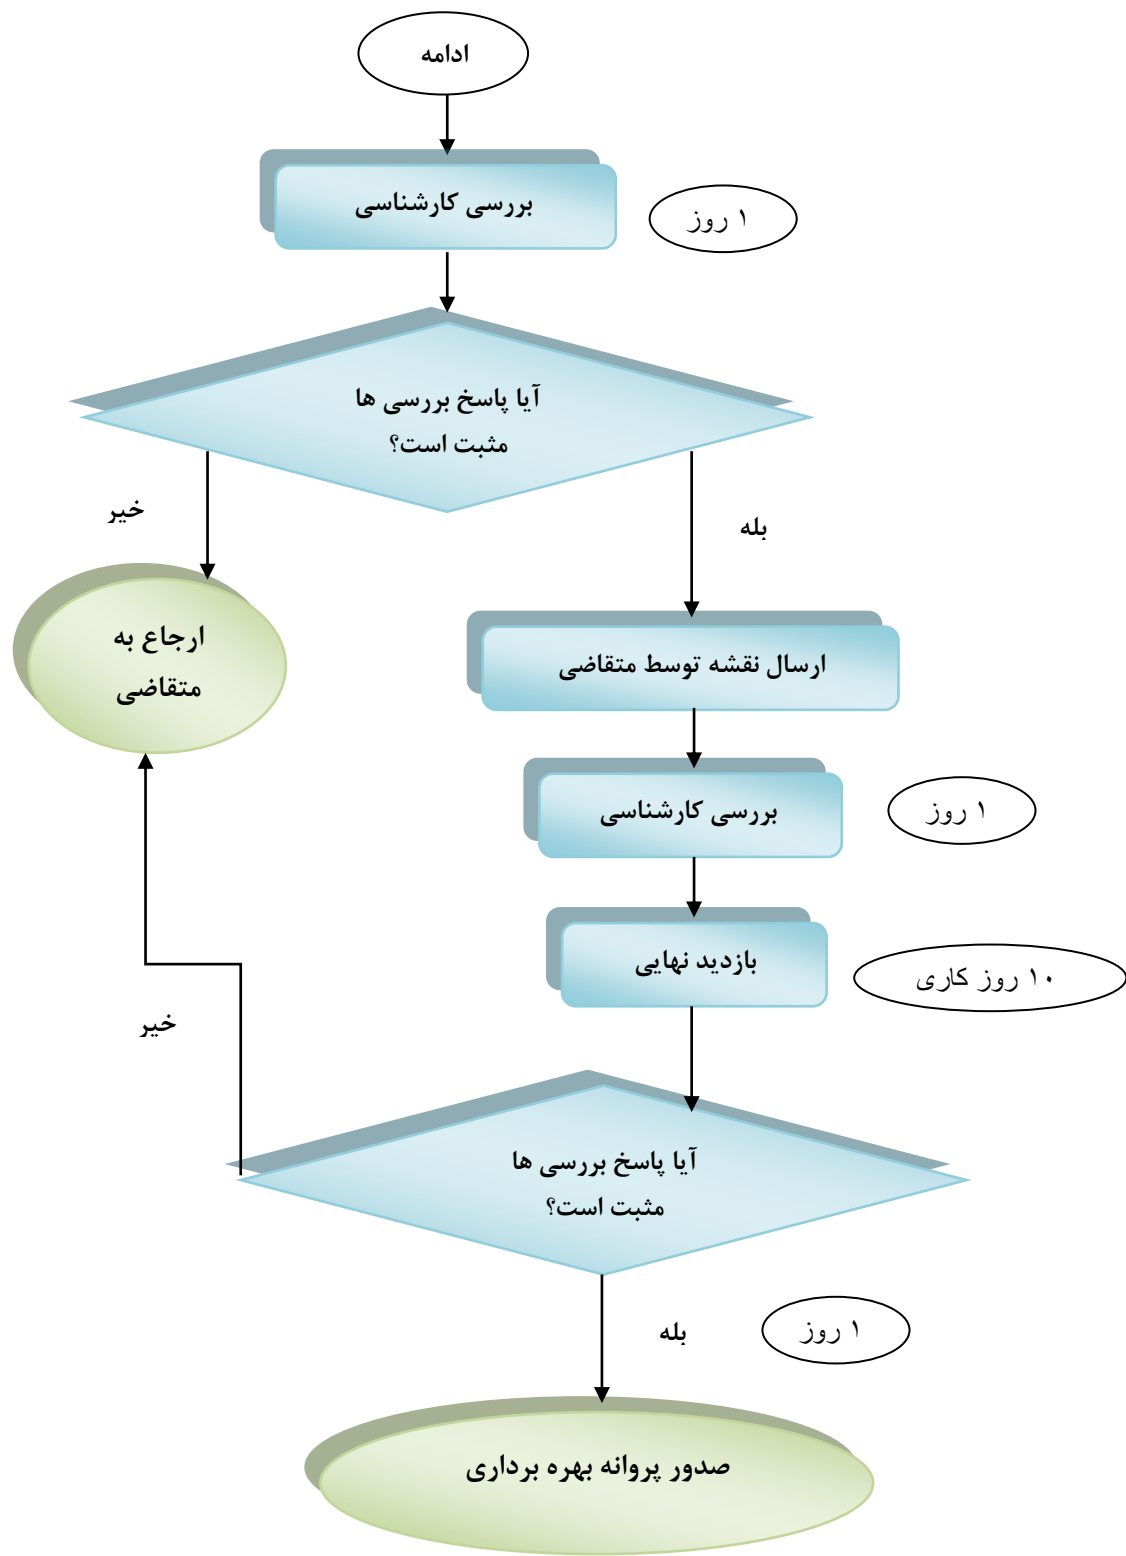 ادامه
بررسی کارشناسی
۱ روز
آیا پاسخ بررسی ها
مثبت است؟
خیر
بله
ارجاع به
متقاضی
ارسال نقشه توسط متقاضی
بررسی کارشناسی
۱ روز
بازدید نهایی
۱۰ روز کاری
خیر
آیا پاسخ بررسی ها
مثبت است؟
بله
۱ روز
صدور پروانه بهره برداری